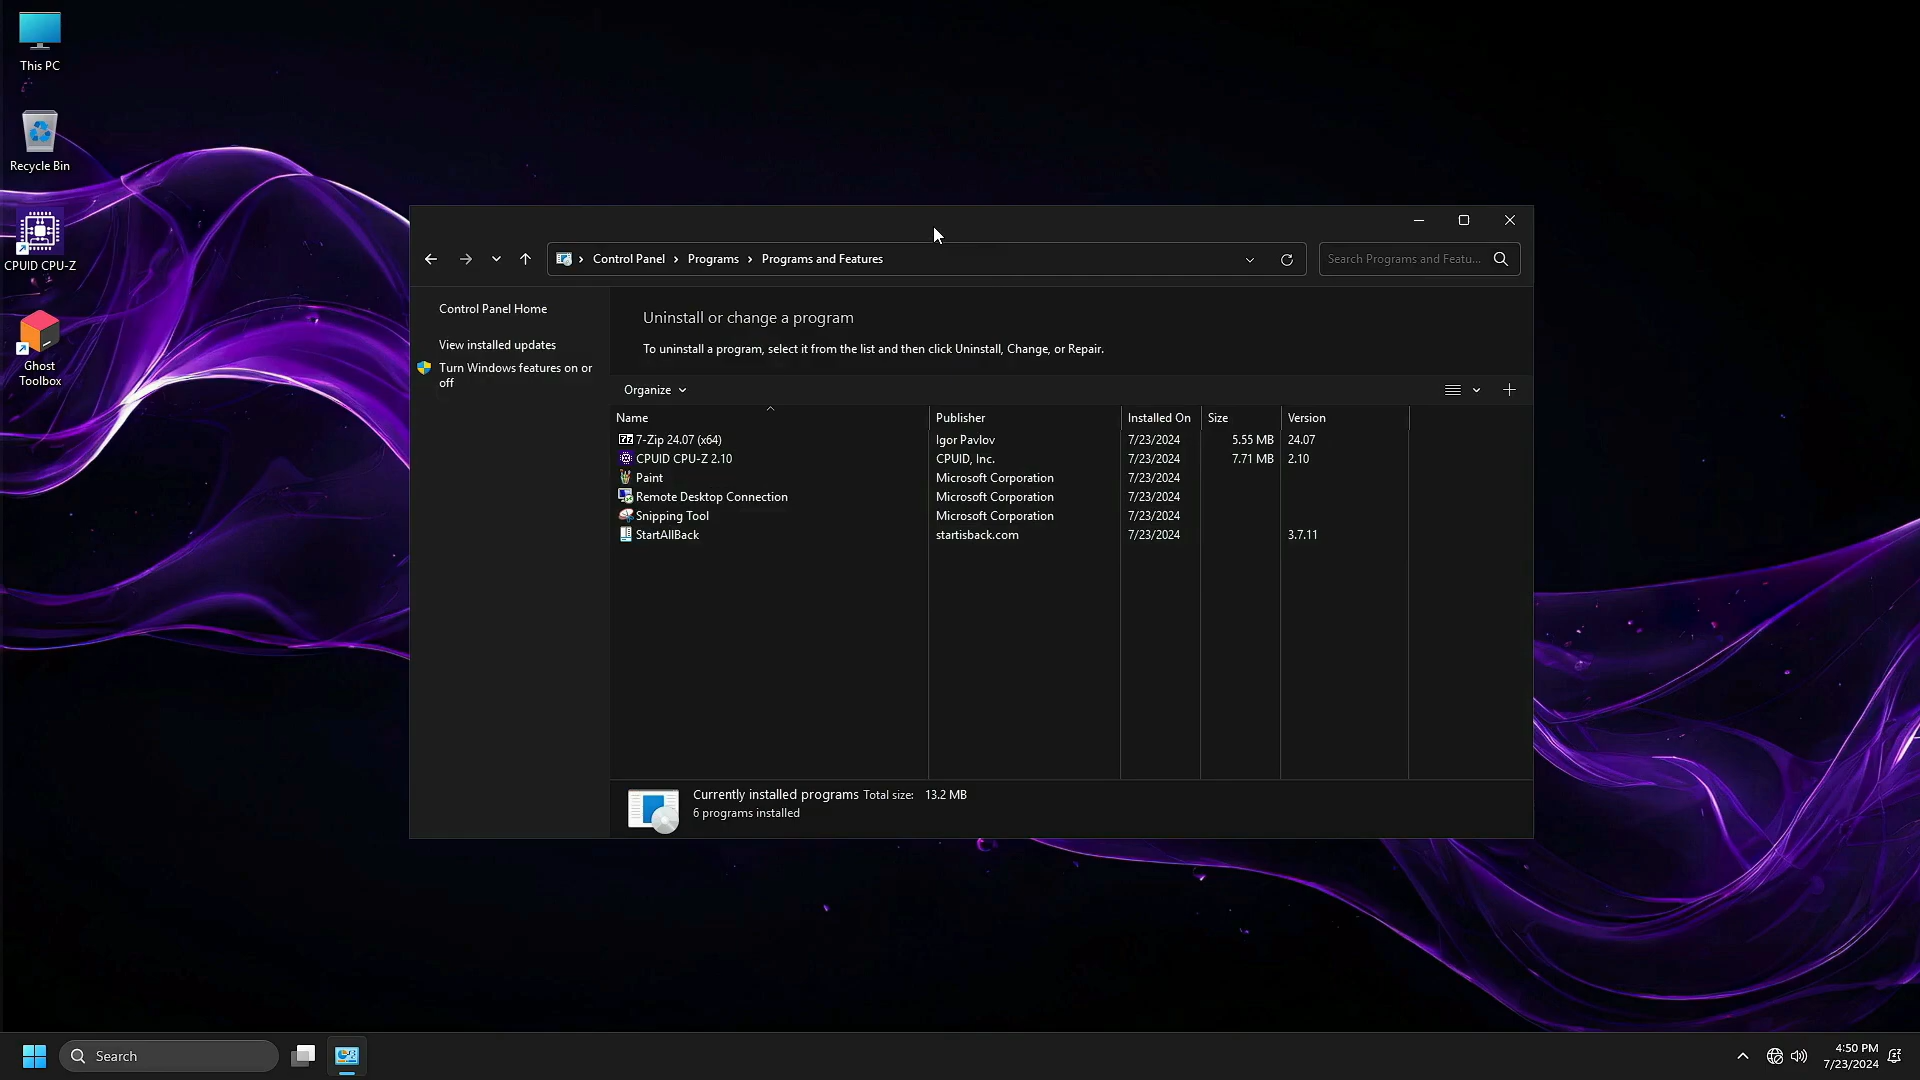 This PC
Recycle Bin
CPUID CPU-Z
Ghost
Toolbox
Control Panel > Programs > Programs and Features
Search Programs and Featu...
Control Panel Home
View installed updates
Turn Windows features on or
off
Uninstall or change a program
To uninstall a program, select it from the list and then click Uninstall, Change, or Repair.
Organize
Name Publisher Installed On Size Version
7-Zip 24.07 (x64) Igor Pavlov 7/23/2024 5.55 MB 24.07
CPUID CPU-Z 2.10 CPUID, Inc. 7/23/2024 7.71 MB 2.10
Paint Microsoft Corporation 7/23/2024
Remote Desktop Connection Microsoft Corporation 7/23/2024
Snipping Tool Microsoft Corporation 7/23/2024
StartAllBack startisback.com 7/23/2024 3.7.11
Currently installed programs Total size: 13.2 MB
6 programs installed
Search
4:50 PM
7/23/2024